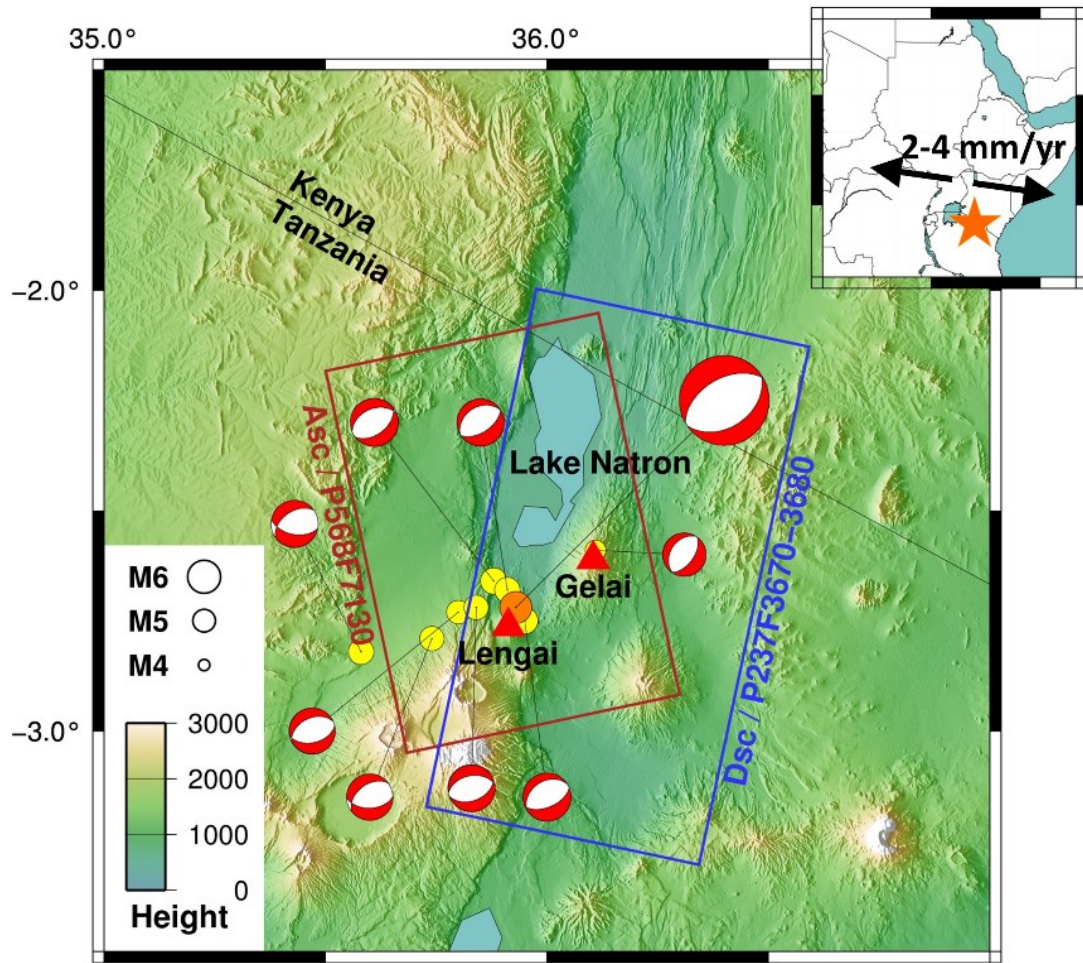 35.0°
36.0°
2-4 mm/yr
Kenya
Tanzania
−2.0°
Asc / P568F7130
Lake Natron
Dsc / P237F3670−3680
Gelai
Lengai
M6
M5
M4
−3.0°
3000
2000
1000
0
Height